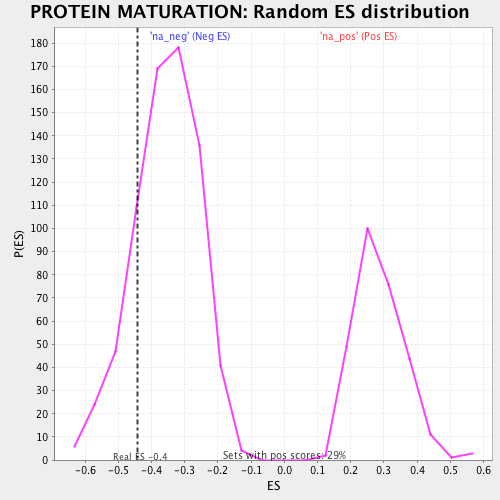 PROTEIN MATURATION: Random ES distribution
'na_neg' (Neg ES)
'na_pos' (Pos ES)
180
170
160
150
140
130
120
110
100
90
80
70
60
50
40
30
20
10
0
P(ES)
Real ES -0.4
Sets with pos scores: 29%
-0.6 -0.5 -0.4 -0.3 -0.2 -0.1 0.0 0.1 0.2 0.3 0.4 0.5 0.6
ES